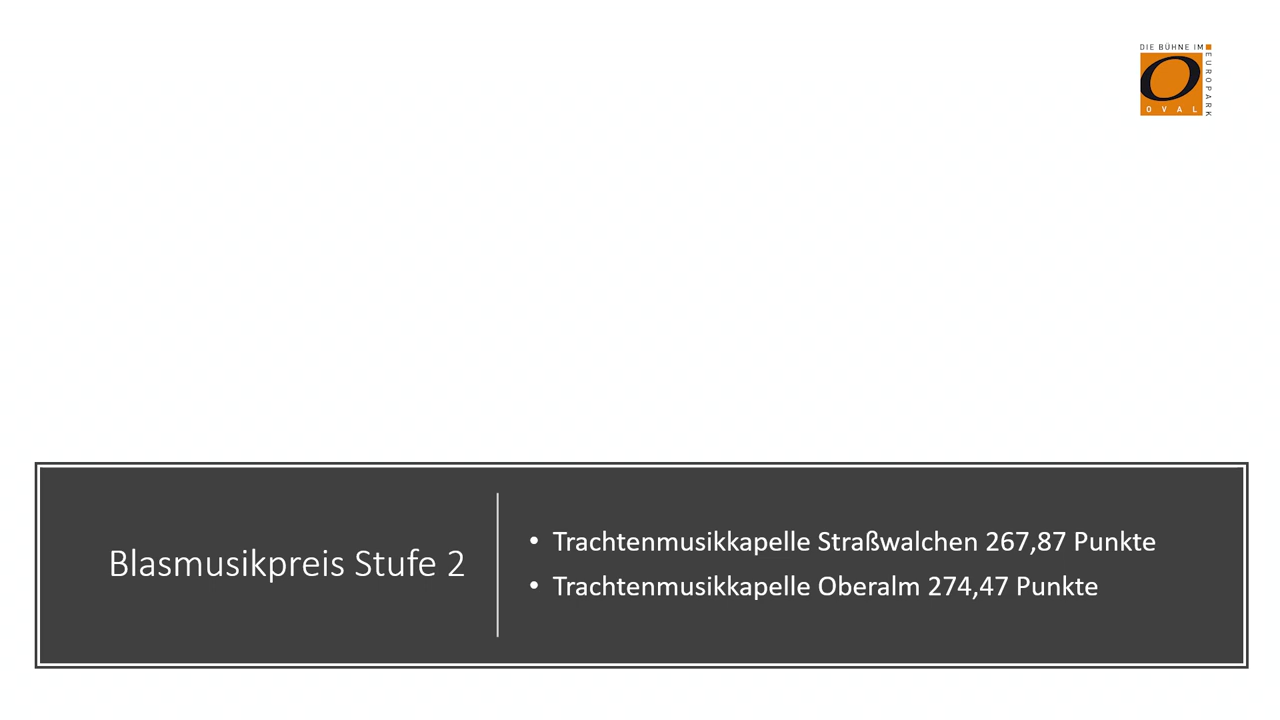 DIE BÜHNE IM
EUROPARK
OVAL
Blasmusikpreis Stufe 2
• Trachtenmusikkapelle Straßwalchen 267,87 Punkte
• Trachtenmusikkapelle Oberalm 274,47 Punkte